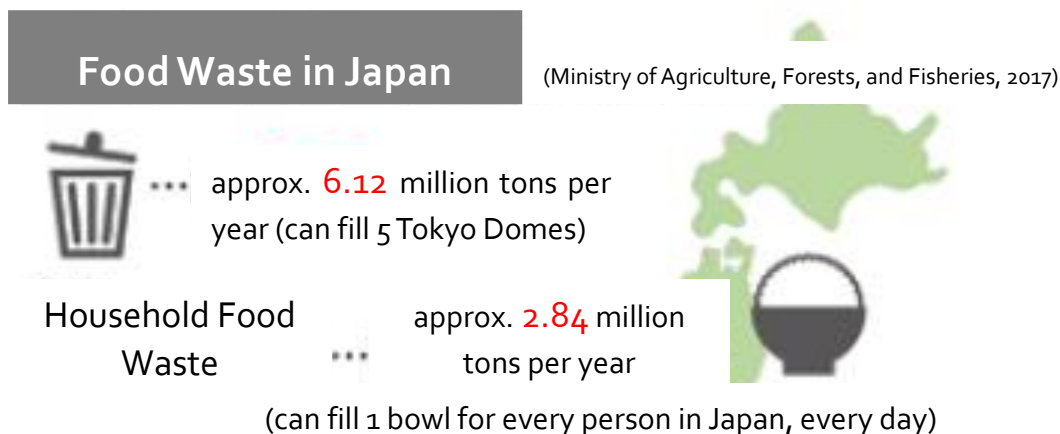 Food Waste in Japan
(Ministry of Agriculture, Forests, and Fisheries, 2017)
... approx. 6.12 million tons per
year (can fill 5 Tokyo Domes)
Household Food
Waste
... approx. 2.84 million
tons per year
(can fill 1 bowl for every person in Japan, every day)